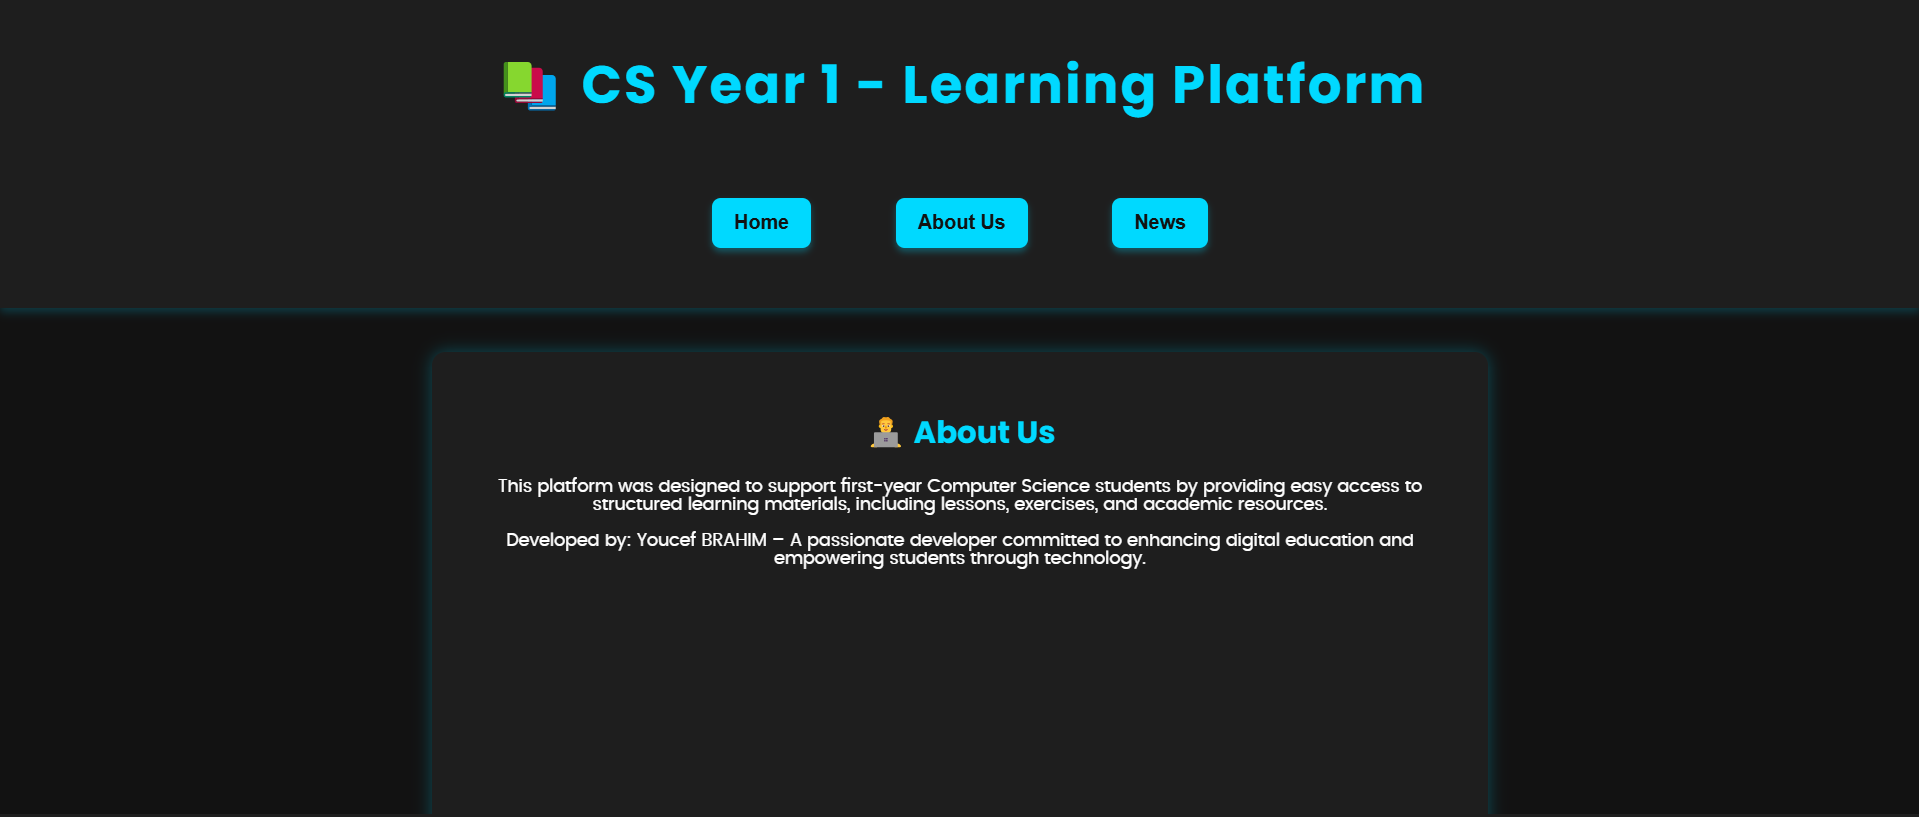 📚 CS Year 1 - Learning Platform
Home
About Us
News
👨‍💻 About Us
This platform was designed to support first-year Computer Science students by providing easy access to
structured learning materials, including lessons, exercises, and academic resources.
Developed by: Youcef BRAHIM – A passionate developer committed to enhancing digital education and
empowering students through technology.